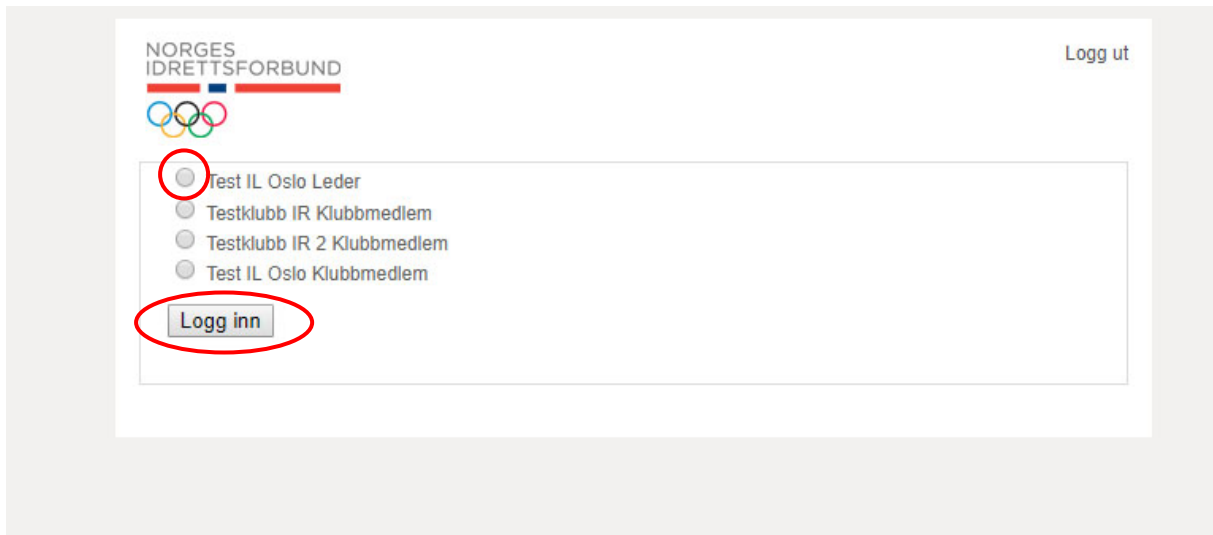 NORGES
IDRETTSFORBUND
Logg ut
Test IL Oslo Leder
Testklubb IR Klubbmedlem
Testklubb IR 2 Klubbmedlem
Test IL Oslo Klubbmedlem
Logg inn